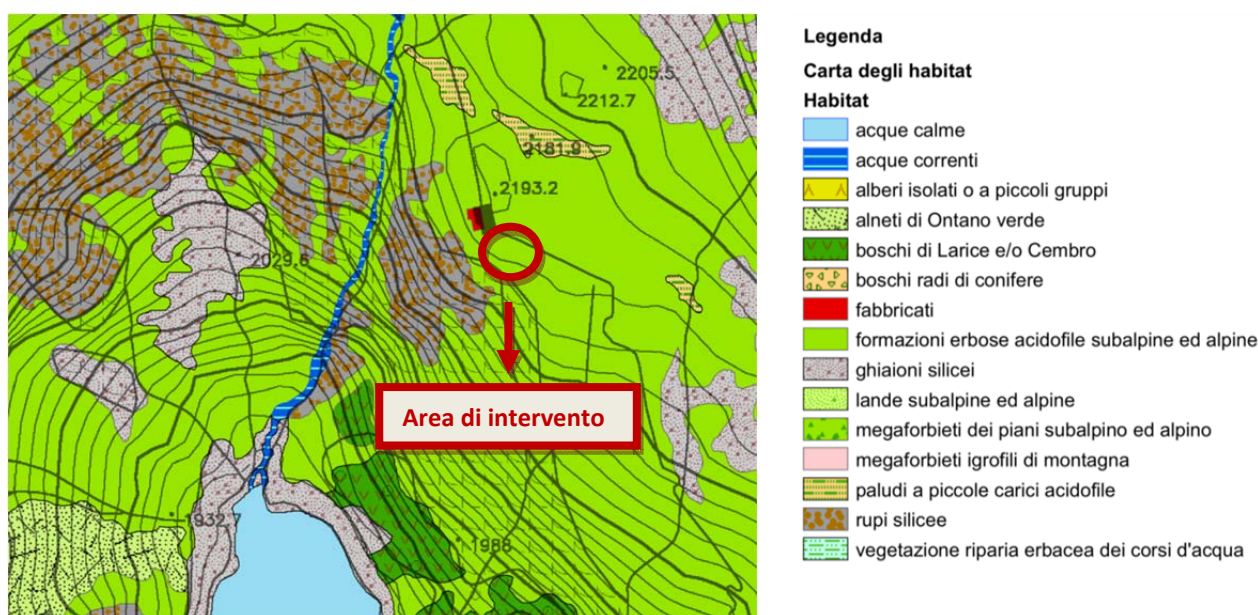 2205.5
2212.7
2181.9
2193.2
2029.6
Area di intervento
1932.7
1988
Legenda
Carta degli habitat
Habitat
acque calme
acque correnti
alberi isolati o a piccoli gruppi
alneti di Ontano verde
boschi di Larice e/o Cembro
boschi radi di conifere
fabbricati
formazioni erbose acidofile subalpine ed alpine
ghiaioni silicei
lande subalpine ed alpine
megaforbieti dei piani subalpino ed alpino
megaforbieti igrofili di montagna
paludi a piccole carici acidofile
rupi silicee
vegetazione riparia erbacea dei corsi d'acqua